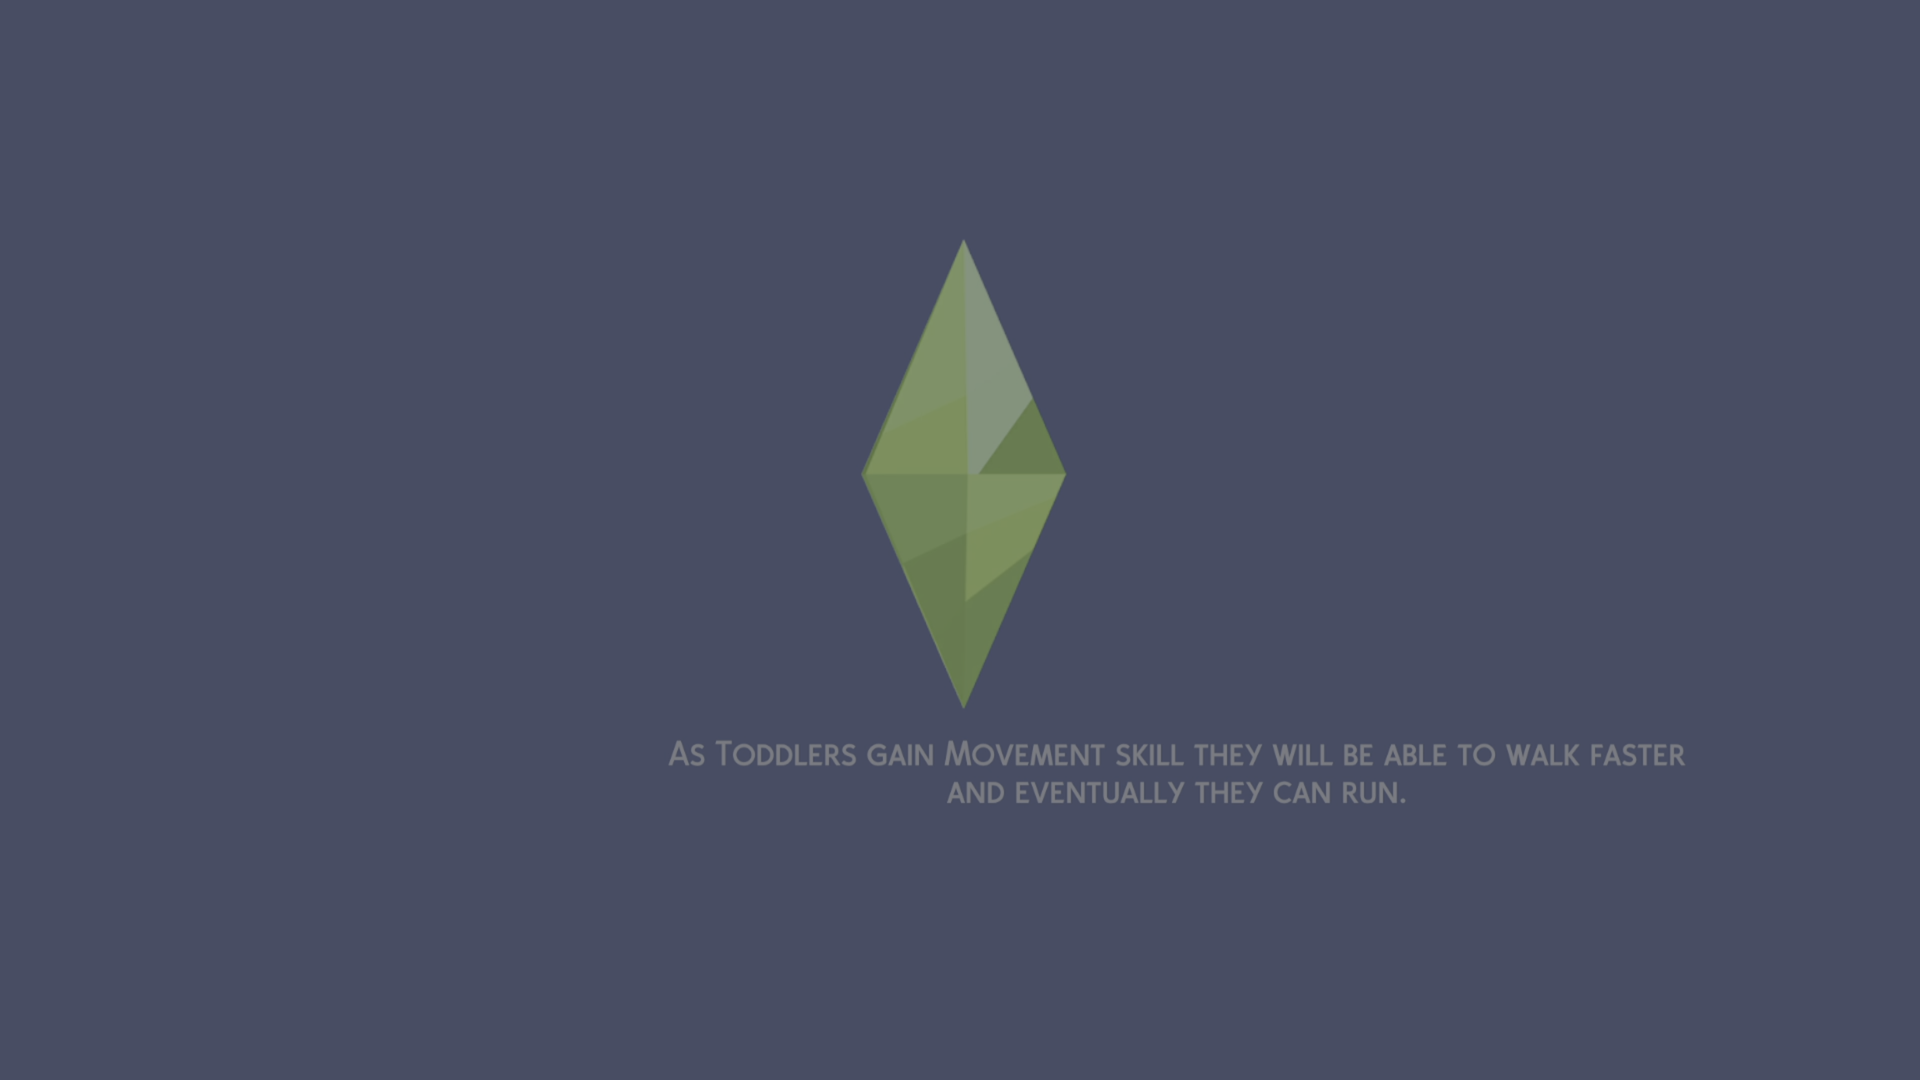 As Toddlers gain Movement skill they will be able to walk faster
and eventually they can run.